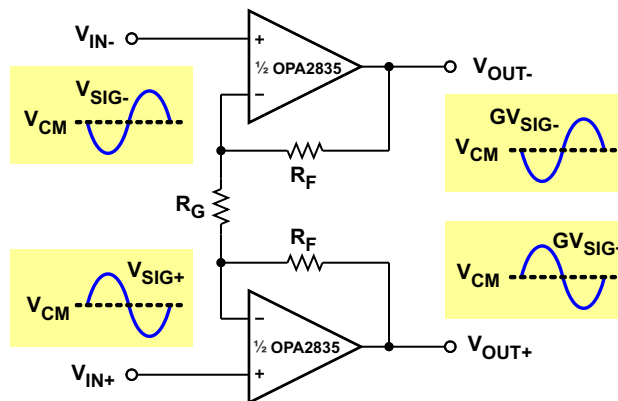 VIN-
+
½ OPA2835
−
VOUT-
VSIG-
VCM
GVSIG-
VCM
RF
RG
RF
VSIG+
VCM
GVSIG+
VCM
−
½ OPA2835
+
VIN+
VOUT+